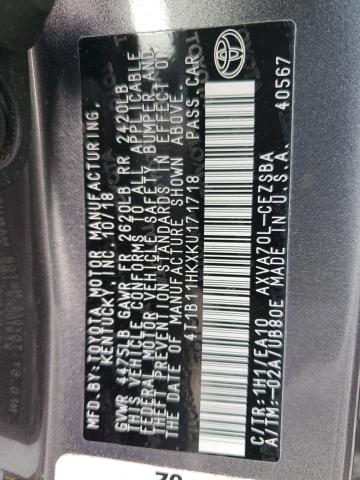 MFD.BY: TOYOTA MOTOR MANUFACTURING,
KENTUCKY, INC. 10/18
GVWR 4475LB GAWR FR 2620LB RR 2420LB
THIS VEHICLE CONFORMS TO ALL APPLICABLE
FEDERAL MOTOR VEHICLE SAFETY, BUMPER AND
THEFT PREVENTION STANDARDS IN EFFECT ON
THE DATE OF MANUFACTURE SHOWN ABOVE.
4T1B11HKXKU171718 PASS.CAR
C/TR:1H1/EA10 AXVA70L-CEZSBA
A/TM:-02A/UB80E MADE IN U.S.A. 40567